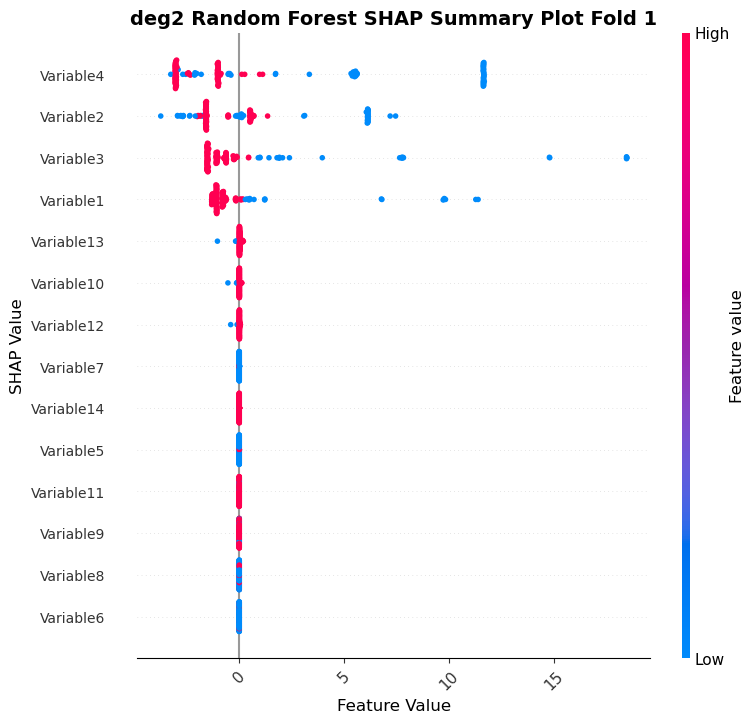 deg2 Random Forest SHAP Summary Plot Fold 1
High
Variable4
Variable2
Variable3
Variable1
Variable13
Variable10
Variable12
Variable7
Variable14
Variable5
Variable11
Variable9
Variable8
Variable6
SHAP Value
Feature value
Low
0
5
10
15
Feature Value